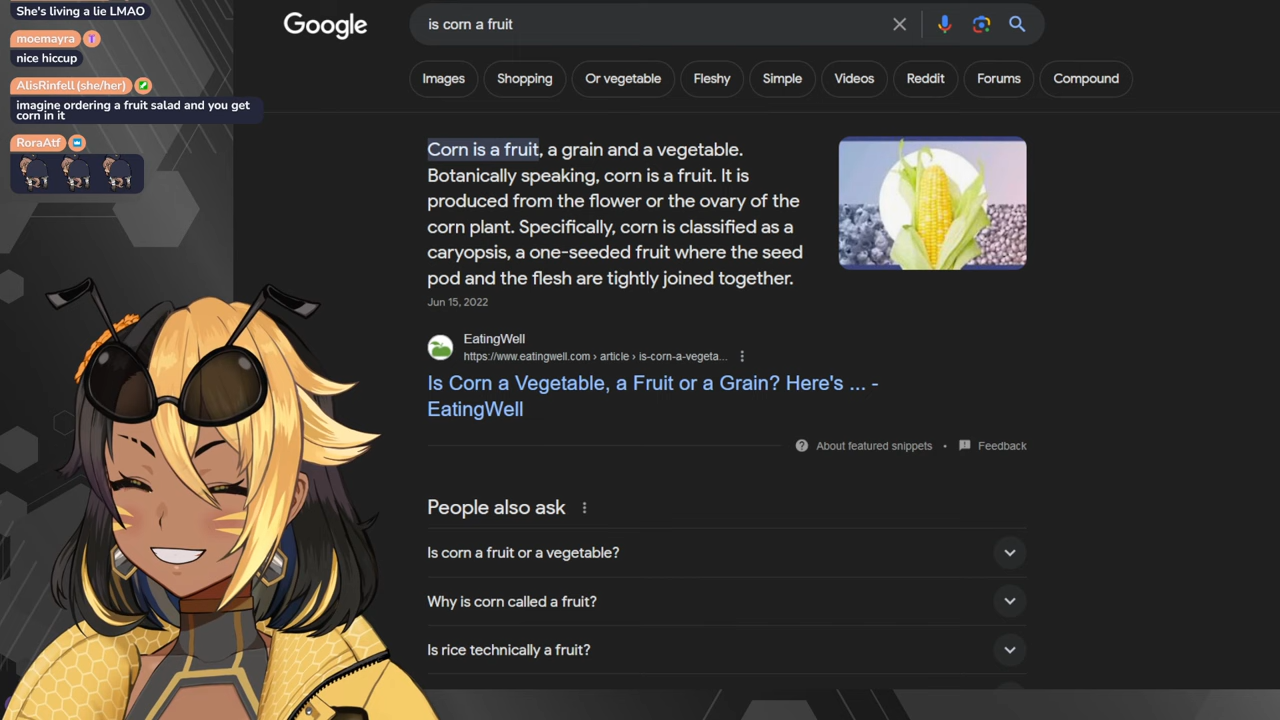 She's living a lie LMAO
moemayra
nice hiccup
AlisRinfell (she/her)
imagine ordering a fruit salad and you get
corn in it
RoraAtf
Google
is corn a fruit
Images
Shopping
Or vegetable
Fleshy
Simple
Videos
Reddit
Forums
Compound
Corn is a fruit, a grain and a vegetable.
Botanically speaking, corn is a fruit. It is
produced from the flower or the ovary of the
corn plant. Specifically, corn is classified as a
caryopsis, a one-seeded fruit where the seed
pod and the flesh are tightly joined together.
Jun 15, 2022
EatingWell
https://www.eatingwell.com › article › is-corn-a-vegeta...
Is Corn a Vegetable, a Fruit or a Grain? Here's ... -
EatingWell
About featured snippets • Feedback
People also ask
Is corn a fruit or a vegetable?
Why is corn called a fruit?
Is rice technically a fruit?